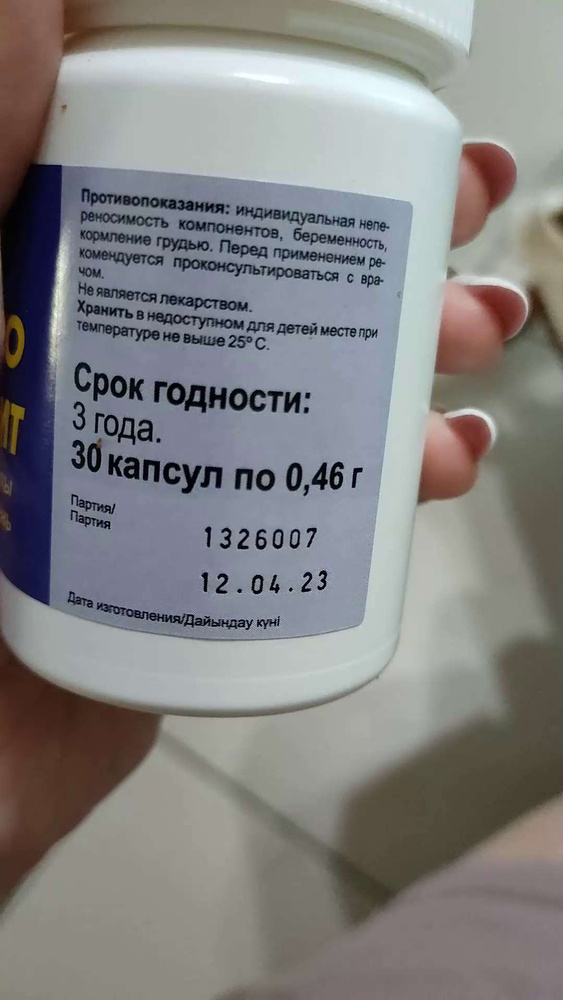 Противопоказания: индивидуальная непе-
реносимость компонентов, беременность,
кормление грудью. Перед применением ре-
комендуется проконсультироваться с вра-
чом.
Не является лекарством.
Хранить в недоступном для детей месте при
температуре не выше 25° С.
Срок годности:
3 года.
30 капсул по 0,46 г
Партия/
Партия
1326007
12.04.23
Дата изготовления/Дайындау күні